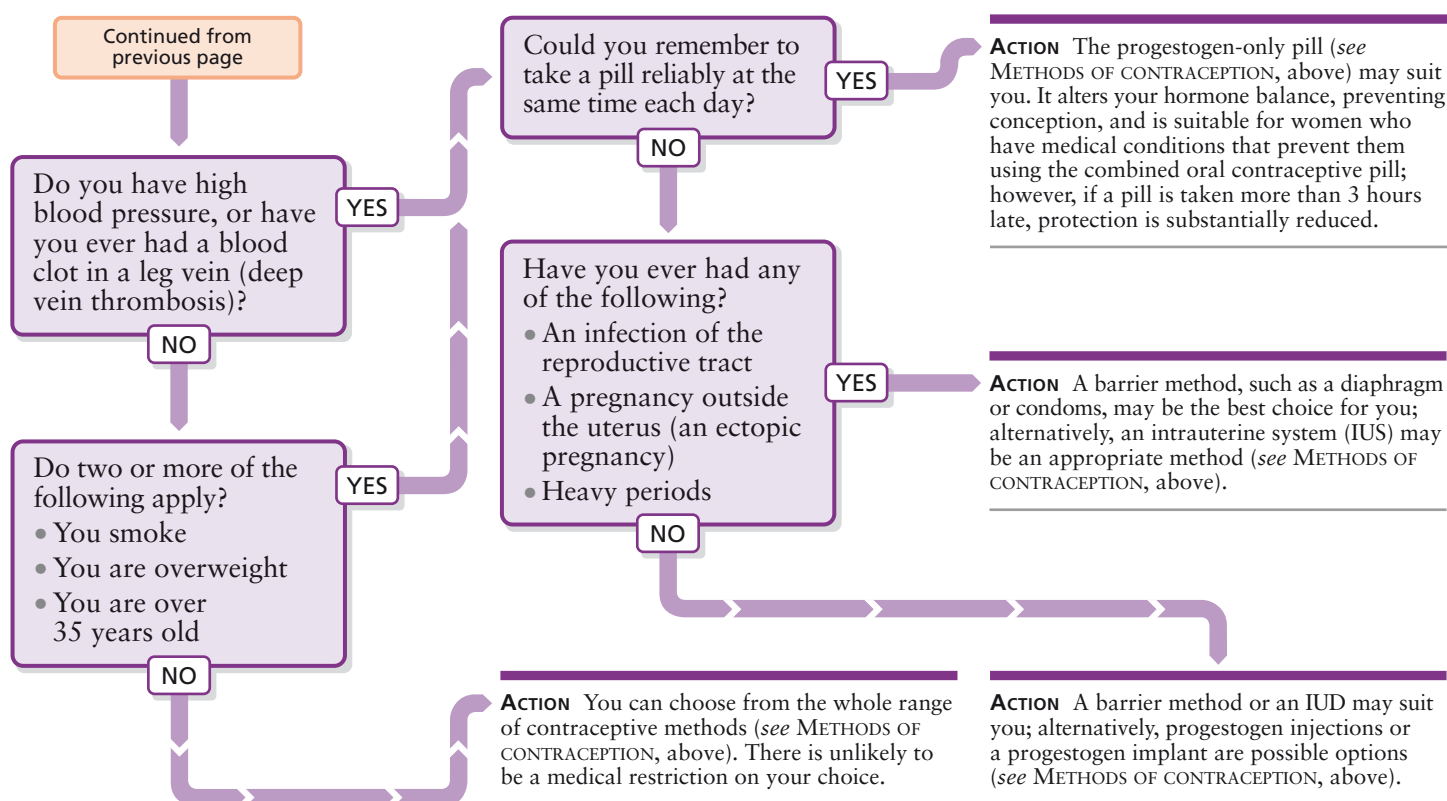 Continued from
previous page
Do you have high
blood pressure, or have
you ever had a blood
clot in a leg vein (deep
vein thrombosis)?
YES
NO
Do two or more of the
following apply?
• You smoke
• You are overweight
• You are over
35 years old
YES
NO
Could you remember to
take a pill reliably at the
same time each day?
YES
NO
Have you ever had any
of the following?
• An infection of the
reproductive tract
• A pregnancy outside
the uterus (an ectopic
pregnancy)
• Heavy periods
YES
NO
ACTION The progestogen-only pill (see
METHODS OF CONTRACEPTION, above) may suit
you. It alters your hormone balance, preventing
conception, and is suitable for women who
have medical conditions that prevent them
using the combined oral contraceptive pill;
however, if a pill is taken more than 3 hours
late, protection is substantially reduced.
ACTION A barrier method, such as a diaphragm
or condoms, may be the best choice for you;
alternatively, an intrauterine system (IUS) may
be an appropriate method (see METHODS OF
CONTRACEPTION, above).
ACTION You can choose from the whole range
of contraceptive methods (see METHODS OF
CONTRACEPTION, above). There is unlikely to
be a medical restriction on your choice.
ACTION A barrier method or an IUD may suit
you; alternatively, progestogen injections or
a progestogen implant are possible options
(see METHODS OF CONTRACEPTION, above).